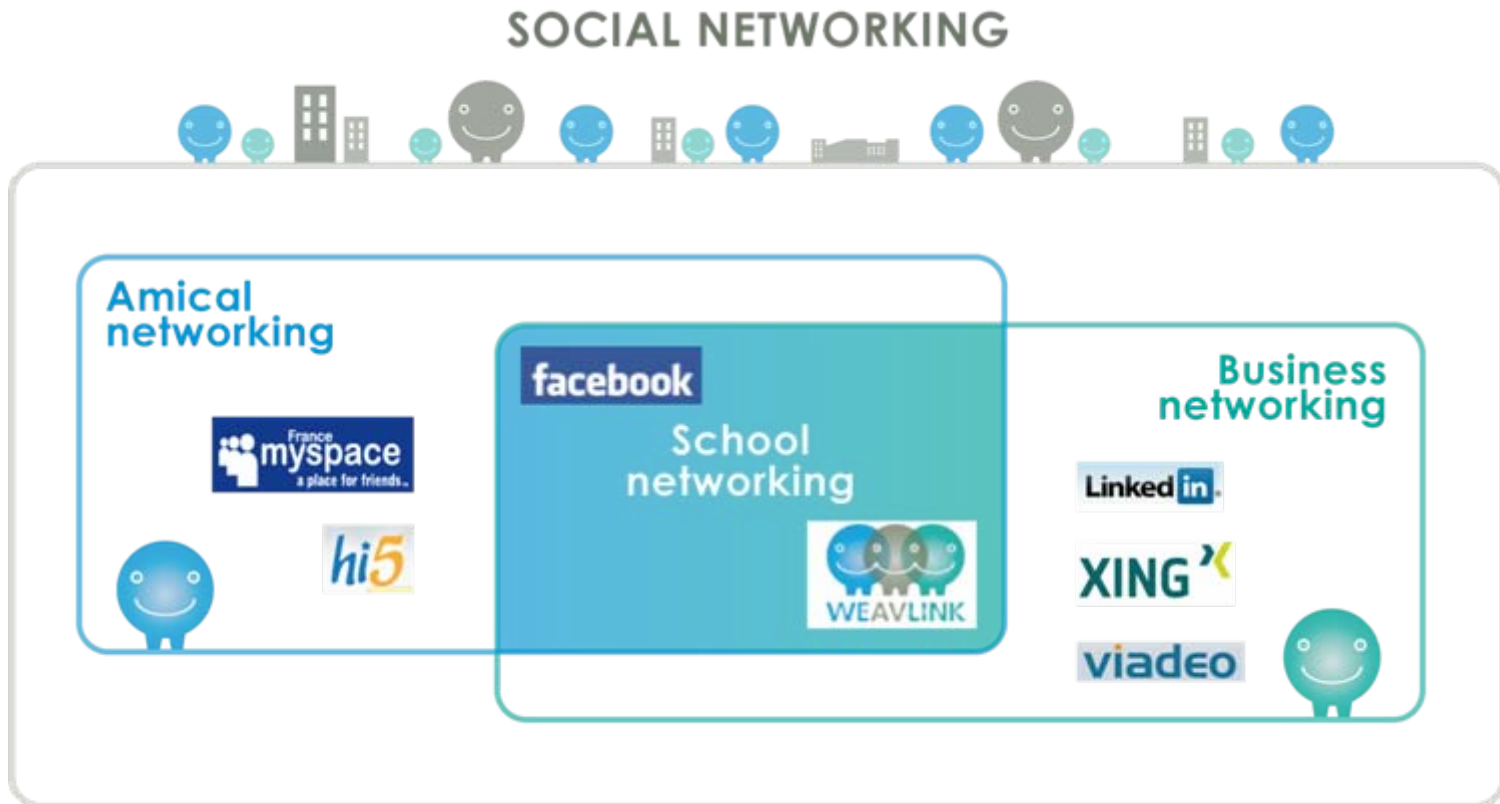 SOCIAL NETWORKING
Amical
networking
France
myspace
a place for friends
hi5
facebook
School
networking
WEAVLINK
Business
networking
Linked in
XING
viadeo